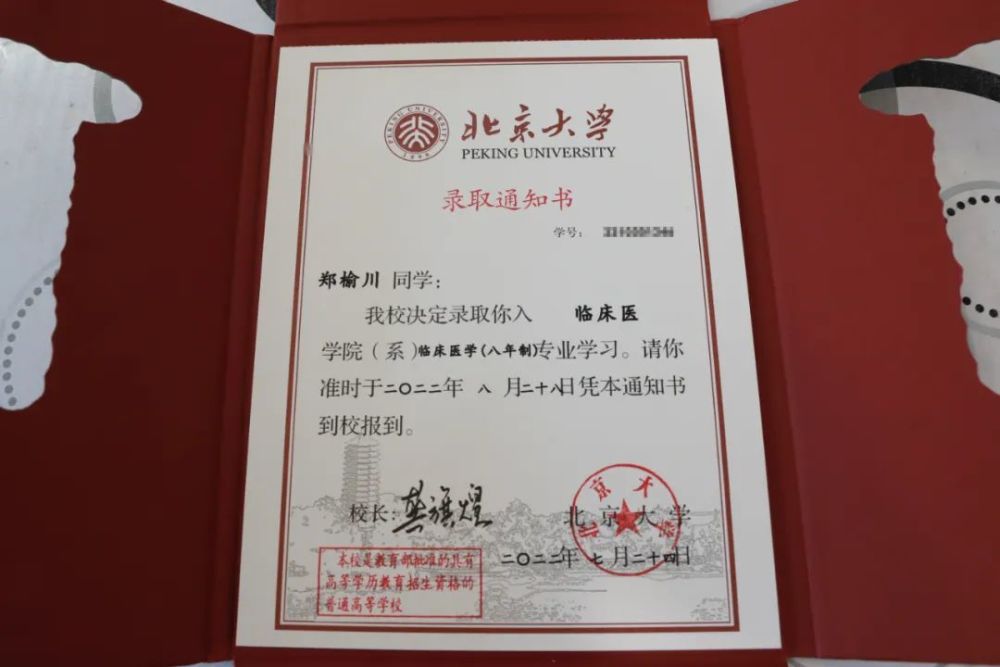 北京大学
PEKING UNIVERSITY
录取通知书
学号：
郑榆川 同学：
我校决定录取你入 临床医
学院（系）临床医学(八年制)专业学习。请你
准时于二〇二二年 八 月二十八日凭本通知书
到校报到。
校长：龚旗煌
北京大学
二〇二二年 七 月二十四日
本校是教育部批准的具有
高等学历教育招生资格的
普通高等学校